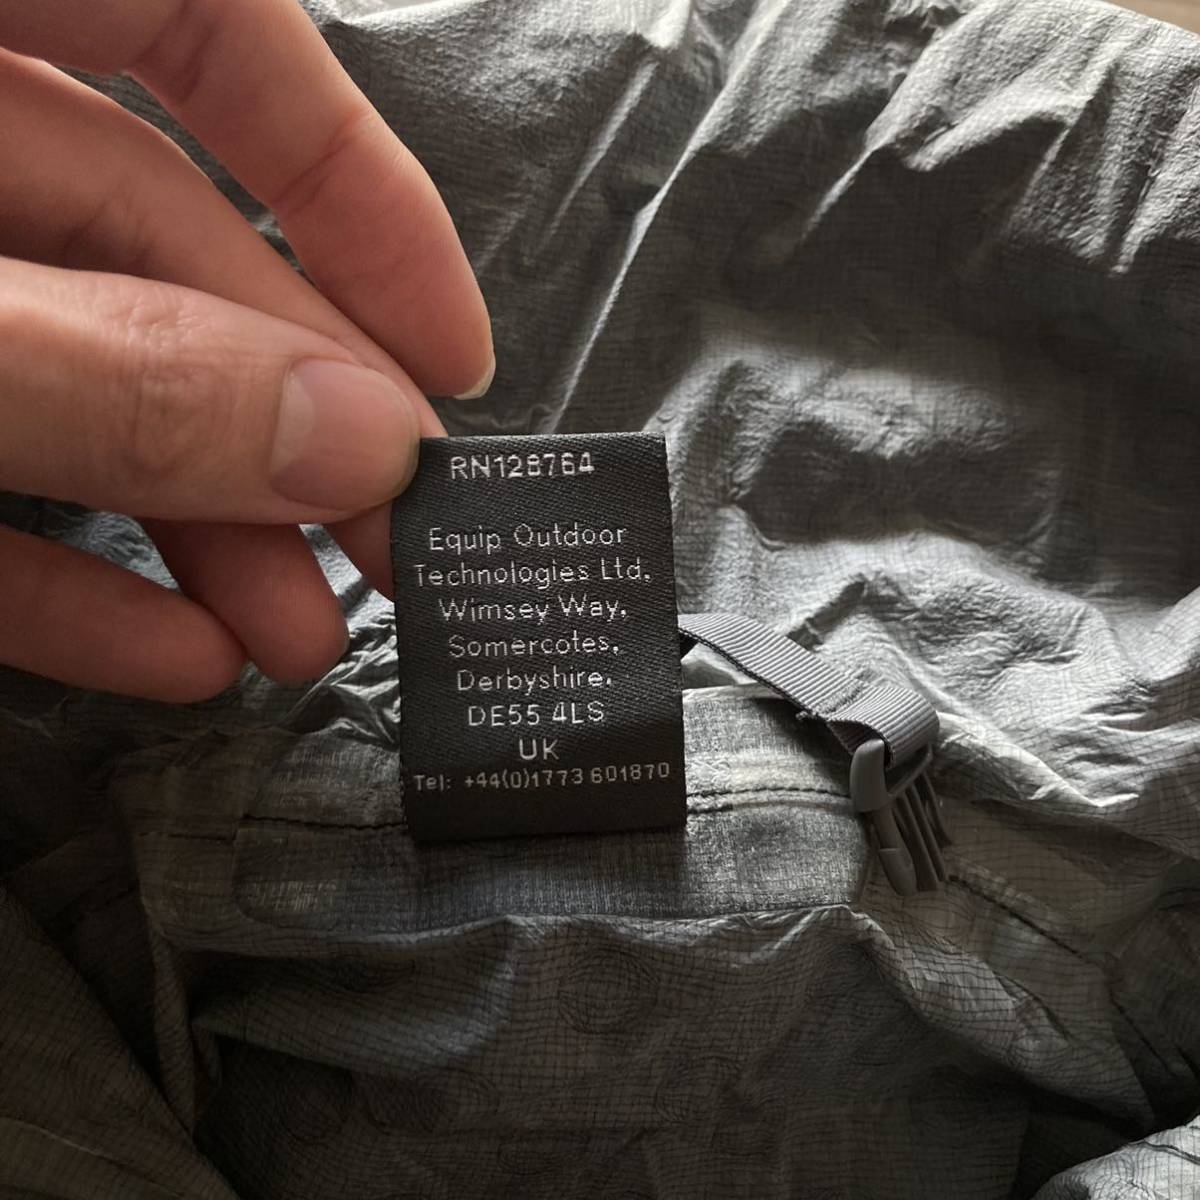 RN128764
Equip Outdoor
Technologies Ltd,
Wimsey Way,
Somercotes,
Derbyshire,
DE55 4LS
UK
Tel: +44(0)1773 601870